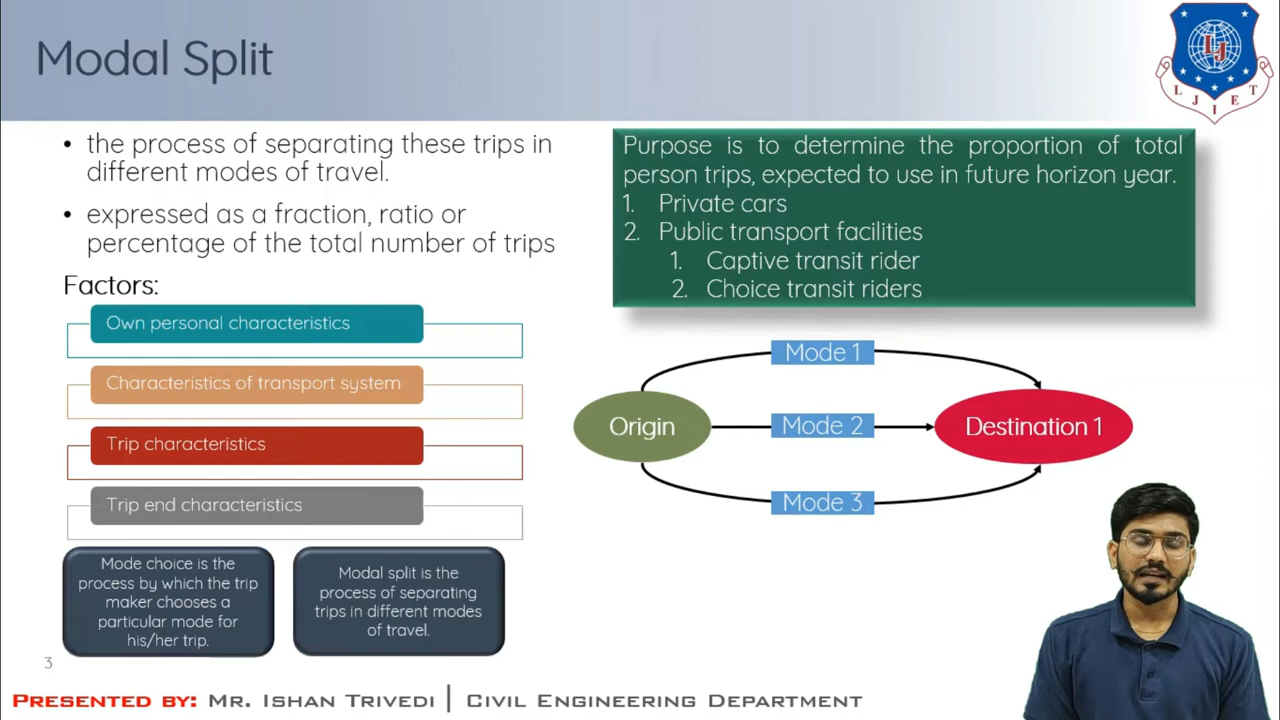 Modal Split
LJIET
• the process of separating these trips in
different modes of travel.
• expressed as a fraction, ratio or
percentage of the total number of trips
Factors:
Own personal characteristics
Characteristics of transport system
Trip characteristics
Trip end characteristics
Mode choice is the
process by which the trip
maker chooses a
particular mode for
his/her trip.
Modal split is the
process of separating
trips in different modes
of travel.
Purpose is to determine the proportion of total
person trips, expected to use in future horizon year.
1. Private cars
2. Public transport facilities
1. Captive transit rider
2. Choice transit riders
Mode 1
Origin
Mode 2
Destination 1
Mode 3
3
PRESENTED BY: MR. ISHAN TRIVEDI | CIVIL ENGINEERING DEPARTMENT